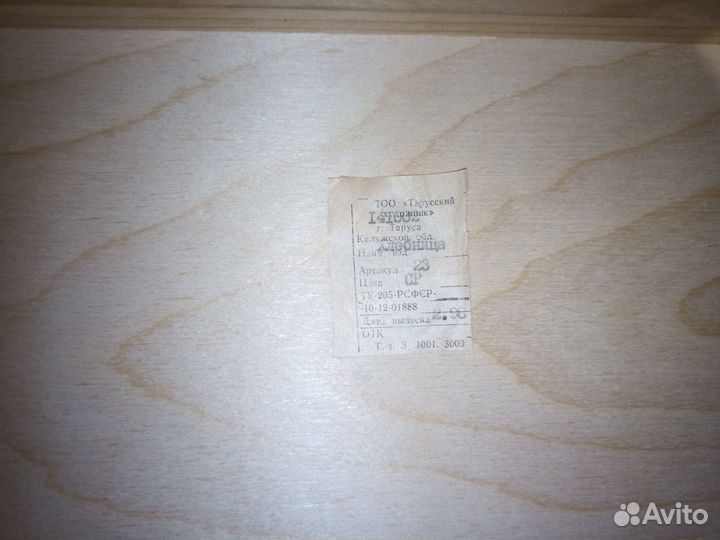 ТОО «Тарусский
художник»
г. Таруса
Калужской обл.
Хлебница
Наим. изд.
Артикул 23
Цена СР
ТУ-205-РСФСР-
-10-12-01888
Дата выпуска
ОТК
Т. т. З. 1001. 3000
Avito